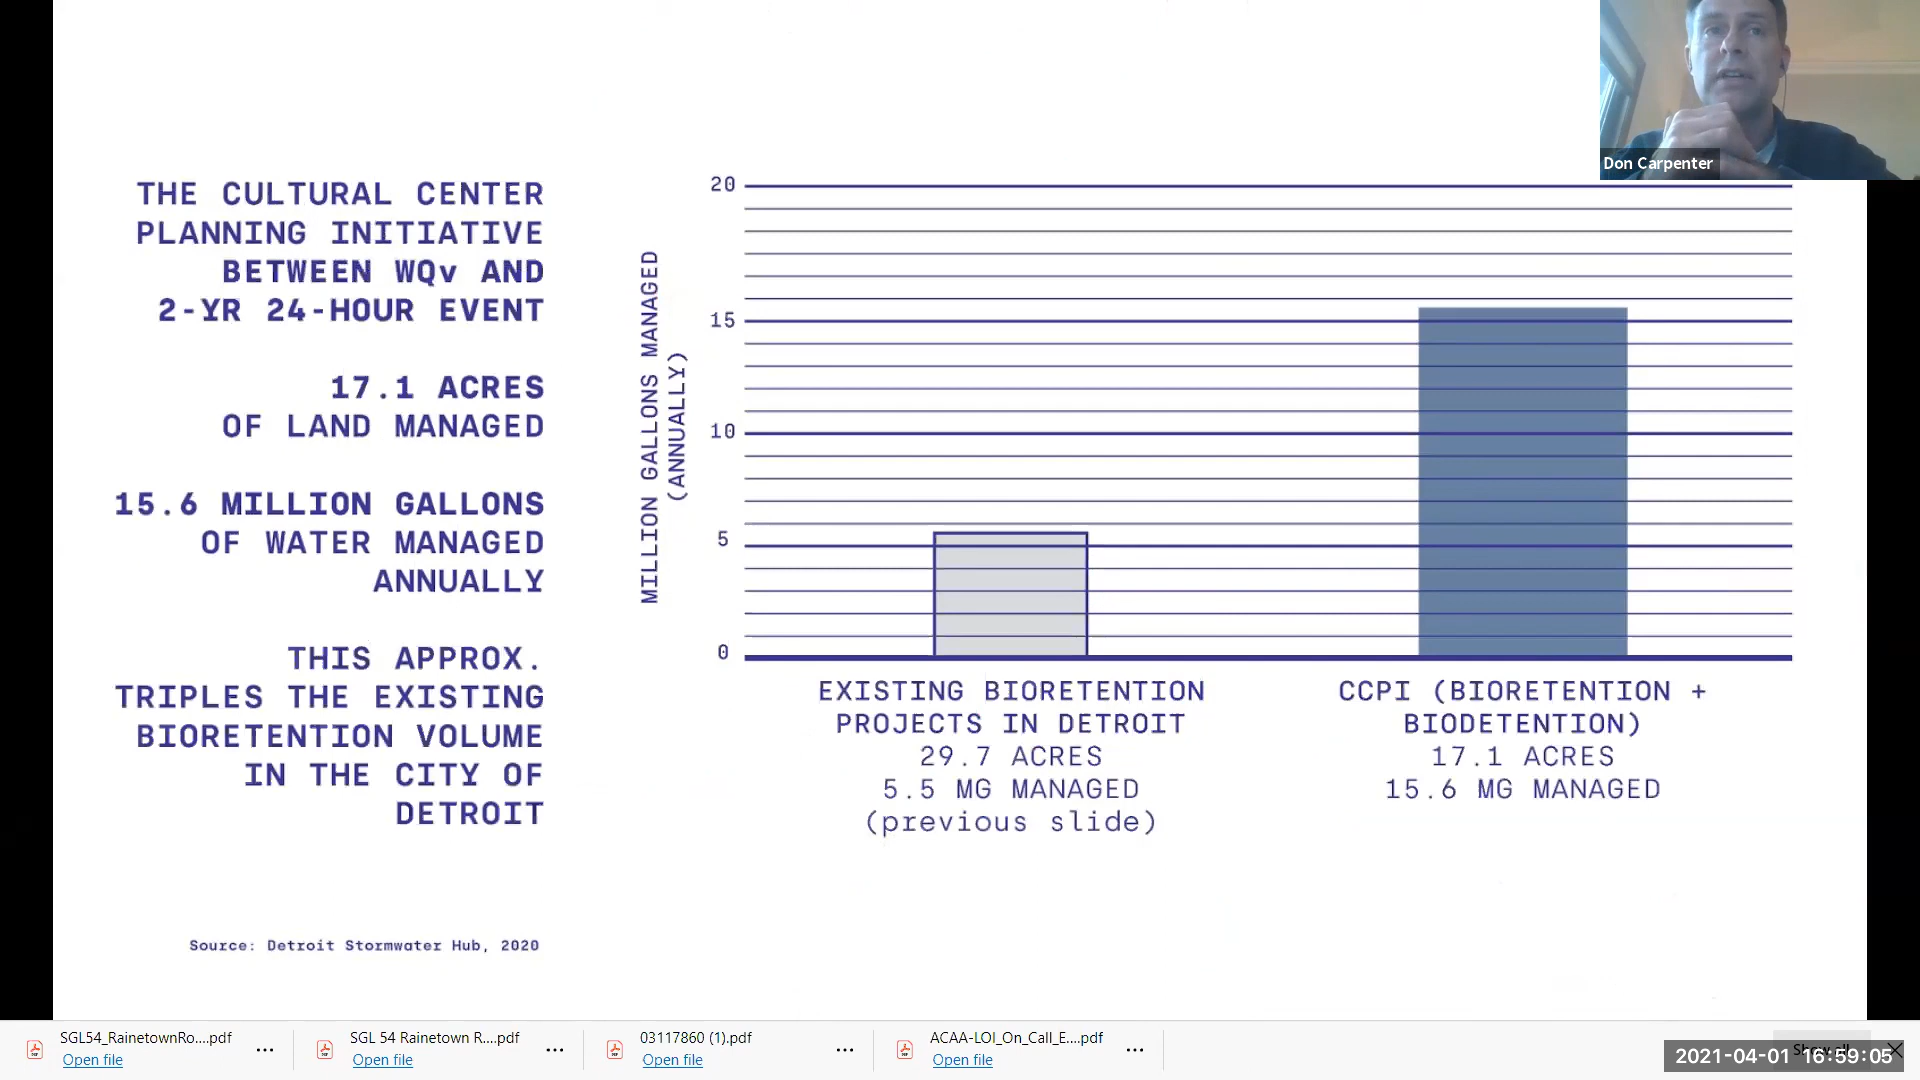 Don Carpenter
THE CULTURAL CENTER
PLANNING INITIATIVE
BETWEEN WQv AND
2-YR 24-HOUR EVENT
17.1 ACRES
OF LAND MANAGED
15.6 MILLION GALLONS
OF WATER MANAGED
ANNUALLY
THIS APPROX.
TRIPLES THE EXISTING
BIORETENTION VOLUME
IN THE CITY OF
DETROIT
Source: Detroit Stormwater Hub, 2020
MILLION GALLONS MANAGED
(ANNUALLY)
20
15
10
5
0
EXISTING BIORETENTION
PROJECTS IN DETROIT
29.7 ACRES
5.5 MG MANAGED
(previous slide)
CCPI (BIORETENTION +
BIODETENTION)
17.1 ACRES
15.6 MG MANAGED
SGL54_RainetownRo....pdf
Open file
SGL 54 Rainetown R....pdf
Open file
03117860 (1).pdf
Open file
ACAA-LOI_On_Call_E....pdf
Open file
Show all
2021-04-01 16:59:05